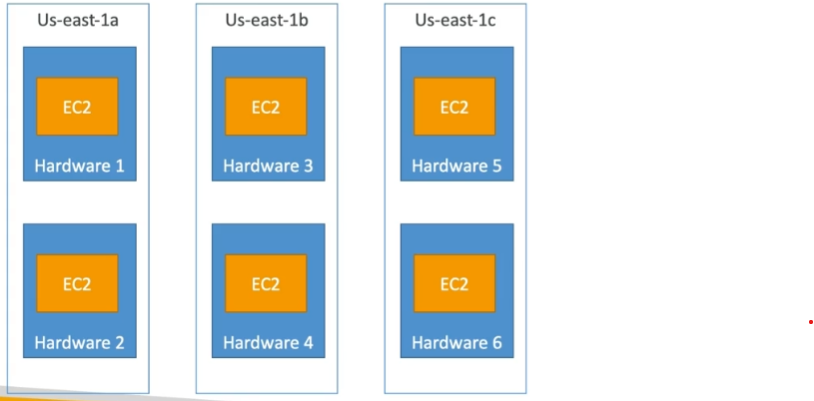 Us-east-1a
Us-east-1b
Us-east-1c
EC2
EC2
EC2
Hardware 1
Hardware 3
Hardware 5
EC2
EC2
EC2
Hardware 2
Hardware 4
Hardware 6